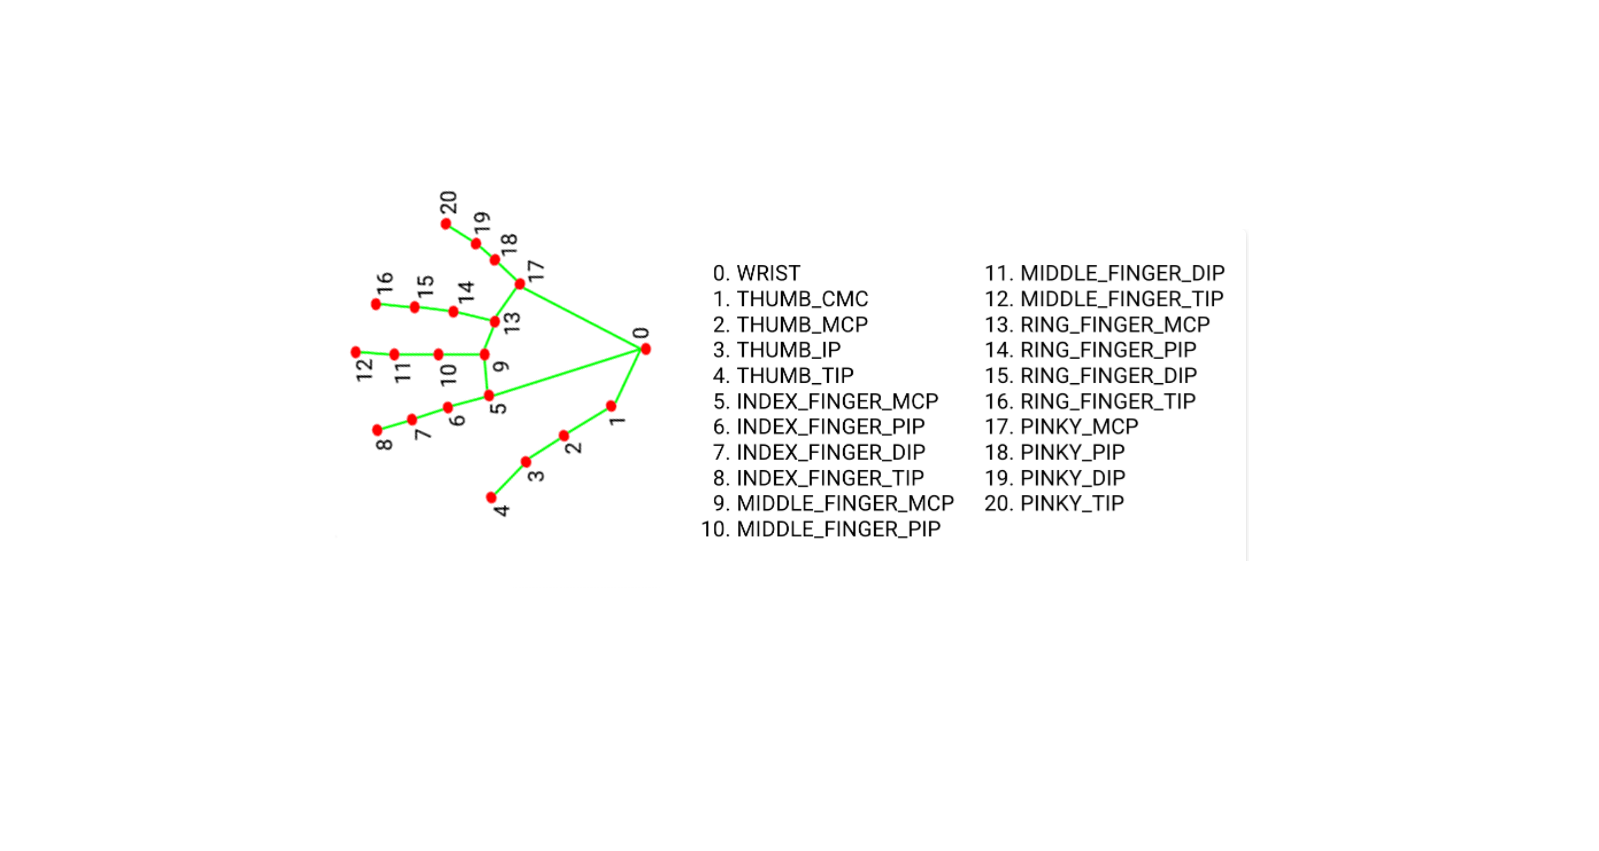 20
19
18
17
16
15
14
13
12
11
10
9
8
7
6
5
4
3
2
1
0
0. WRIST
1. THUMB_CMC
2. THUMB_MCP
3. THUMB_IP
4. THUMB_TIP
5. INDEX_FINGER_MCP
6. INDEX_FINGER_PIP
7. INDEX_FINGER_DIP
8. INDEX_FINGER_TIP
9. MIDDLE_FINGER_MCP
10. MIDDLE_FINGER_PIP
11. MIDDLE_FINGER_DIP
12. MIDDLE_FINGER_TIP
13. RING_FINGER_MCP
14. RING_FINGER_PIP
15. RING_FINGER_DIP
16. RING_FINGER_TIP
17. PINKY_MCP
18. PINKY_PIP
19. PINKY_DIP
20. PINKY_TIP